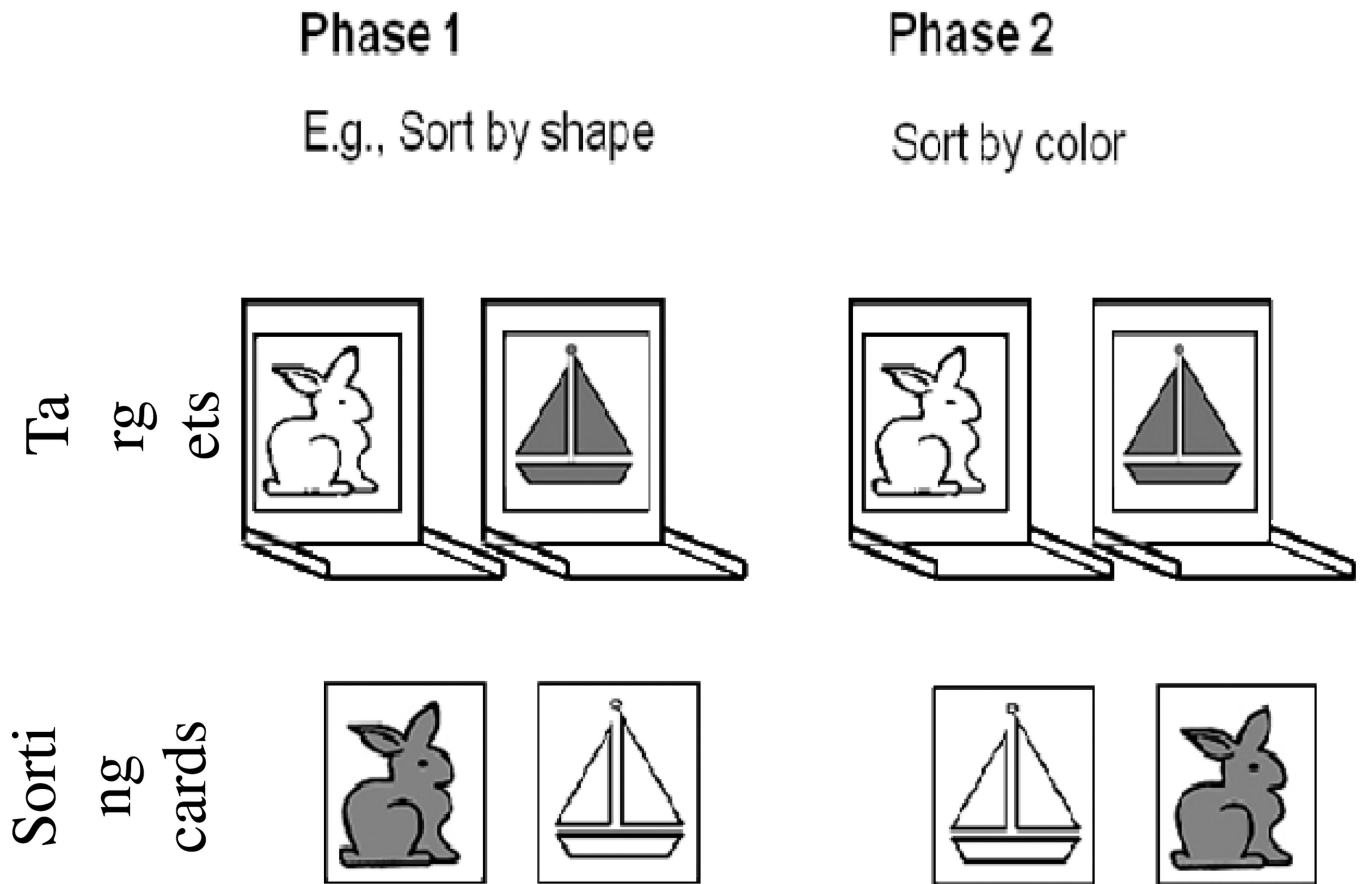 Phase 1
Phase 2
E.g., Sort by shape
Sort by color
Ta
rg
ets
Sorti
ng
cards